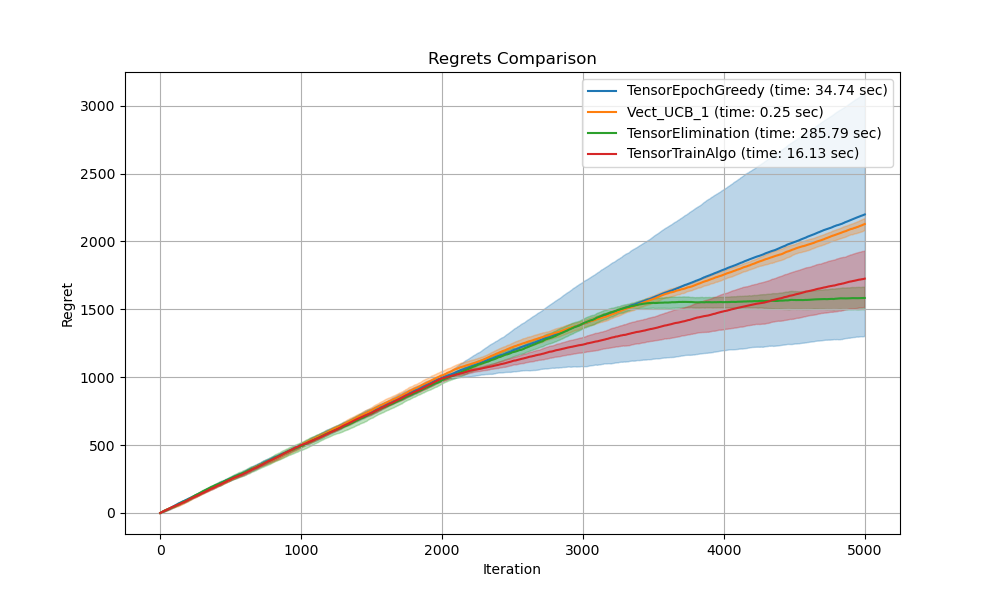 Regrets Comparison
TensorEpochGreedy (time: 34.74 sec)
Vect_UCB_1 (time: 0.25 sec)
TensorElimination (time: 285.79 sec)
TensorTrainAlgo (time: 16.13 sec)
3000
2500
2000
1500
1000
500
0
Regret
0 1000 2000 3000 4000 5000
Iteration